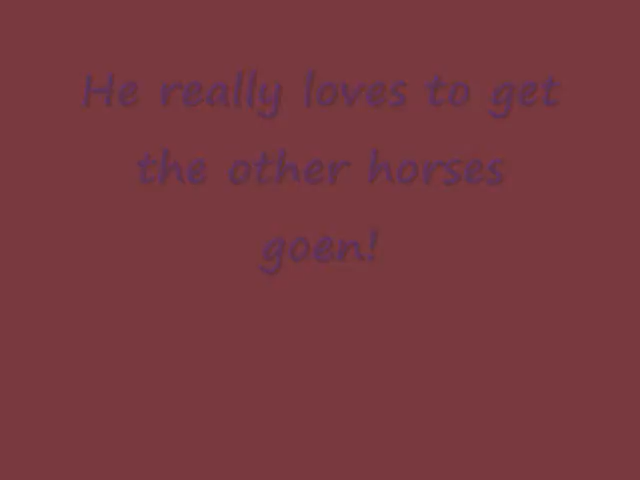 He really loves to get
the other horses
goen!